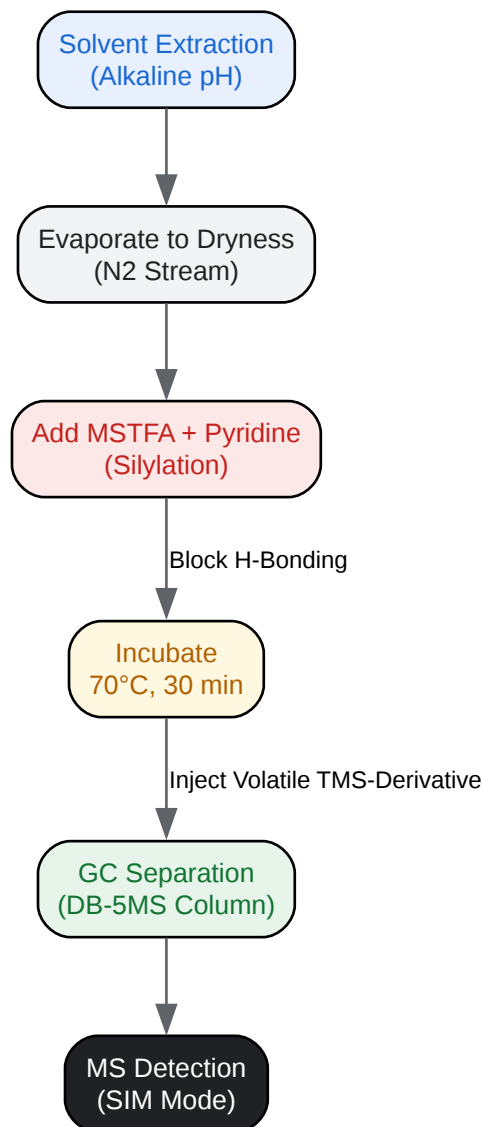 Solvent Extraction
(Alkaline pH)
Evaporate to Dryness
(N2 Stream)
Add MSTFA + Pyridine
(Silylation)
Block H-Bonding
Incubate
70°C, 30 min
Inject Volatile TMS-Derivative
GC Separation
(DB-5MS Column)
MS Detection
(SIM Mode)